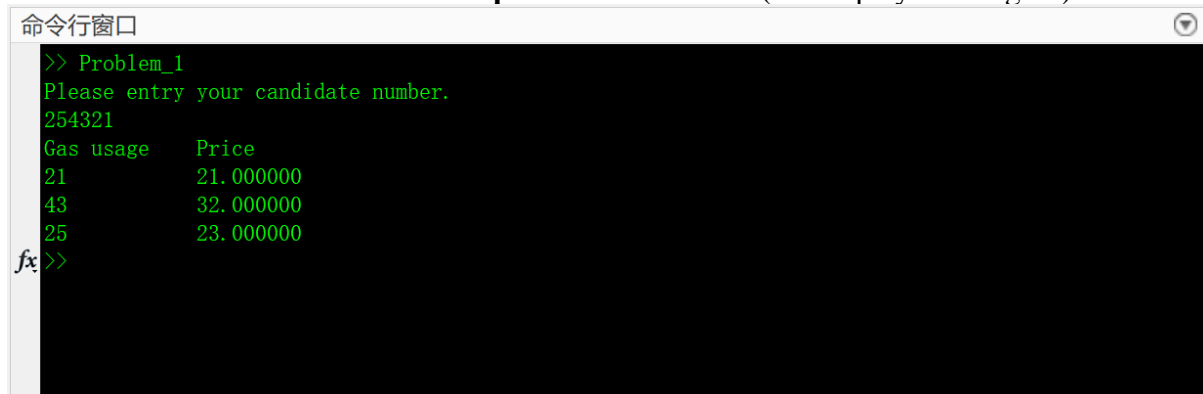 命令行窗口
>> Problem_1
Please entry your candidate number.
254321
Gas usage Price
21 21.000000
43 32.000000
25 23.000000
fx >>